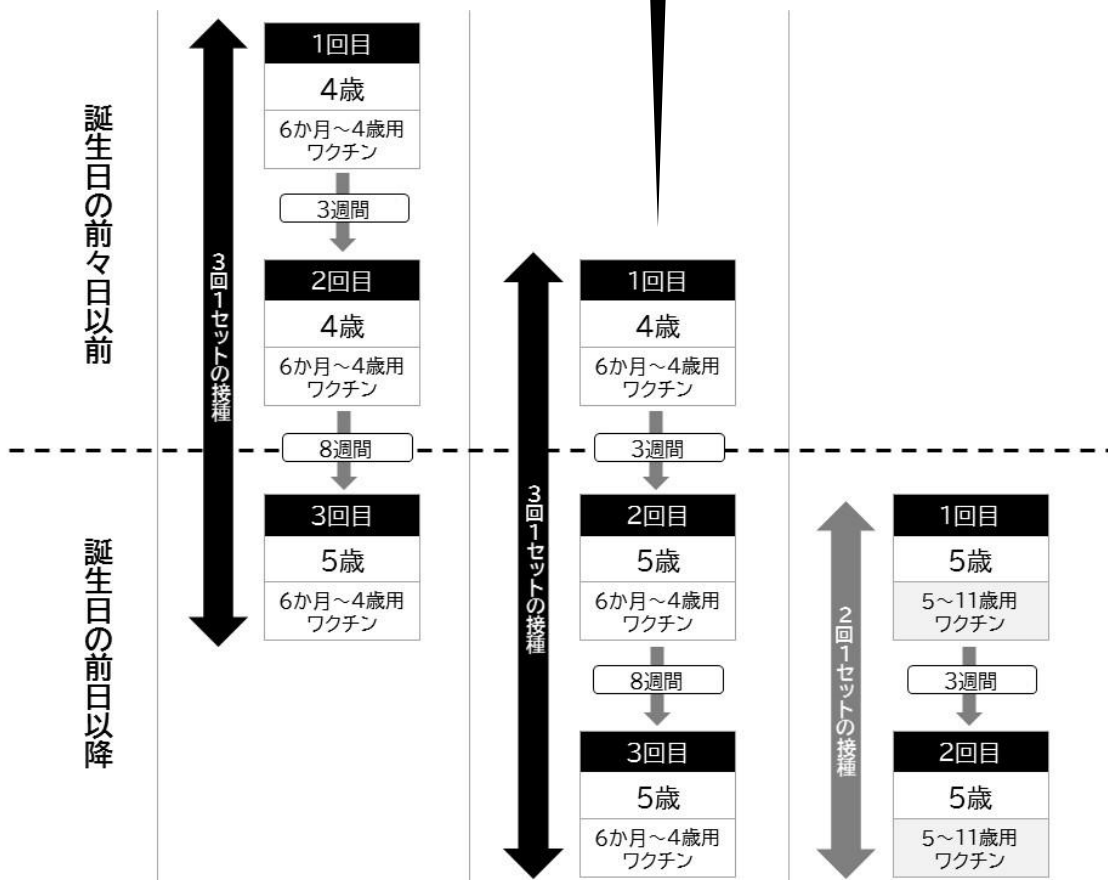 誕生日の前々日以前
誕生日の前日以降
3回1セットの接種
1回目
4歳
6か月～4歳用
ワクチン
3週間
2回目
4歳
6か月～4歳用
ワクチン
8週間
3回目
5歳
6か月～4歳用
ワクチン
3回1セットの接種
1回目
4歳
6か月～4歳用
ワクチン
3週間
2回目
5歳
6か月～4歳用
ワクチン
8週間
3回目
5歳
6か月～4歳用
ワクチン
2回1セットの接種
1回目
5歳
5～11歳用
ワクチン
3週間
2回目
5歳
5～11歳用
ワクチン